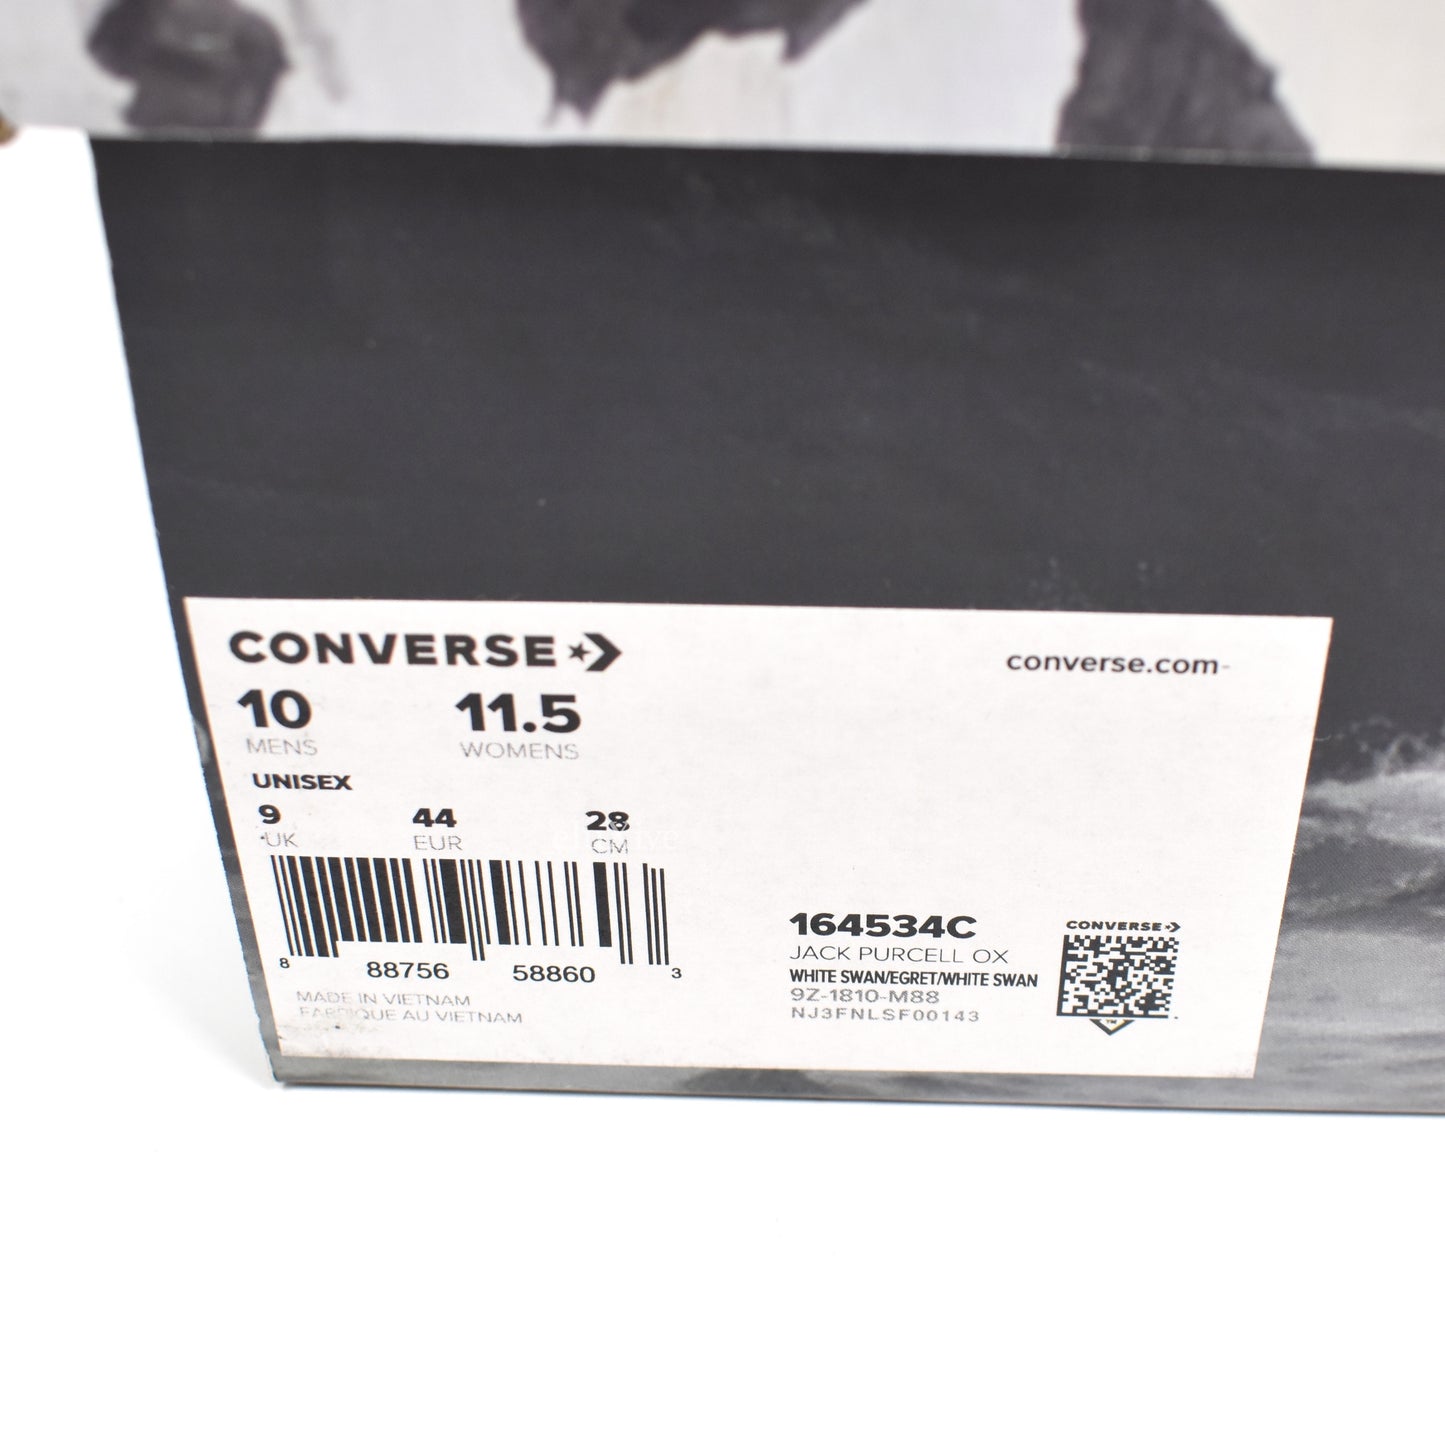 CONVERSE
converse.com
10 11.5
MENS WOMENS
UNISEX
9 44 28
UK EUR CM
8 88756 58860 3
MADE IN VIETNAM
FABRIQUE AU VIETNAM
164534C
JACK PURCELL OX
WHITE SWAN/EGRET/WHITE SWAN
9Z-1810-M88
NJ3FNLSF00143
CONVERSE
TM